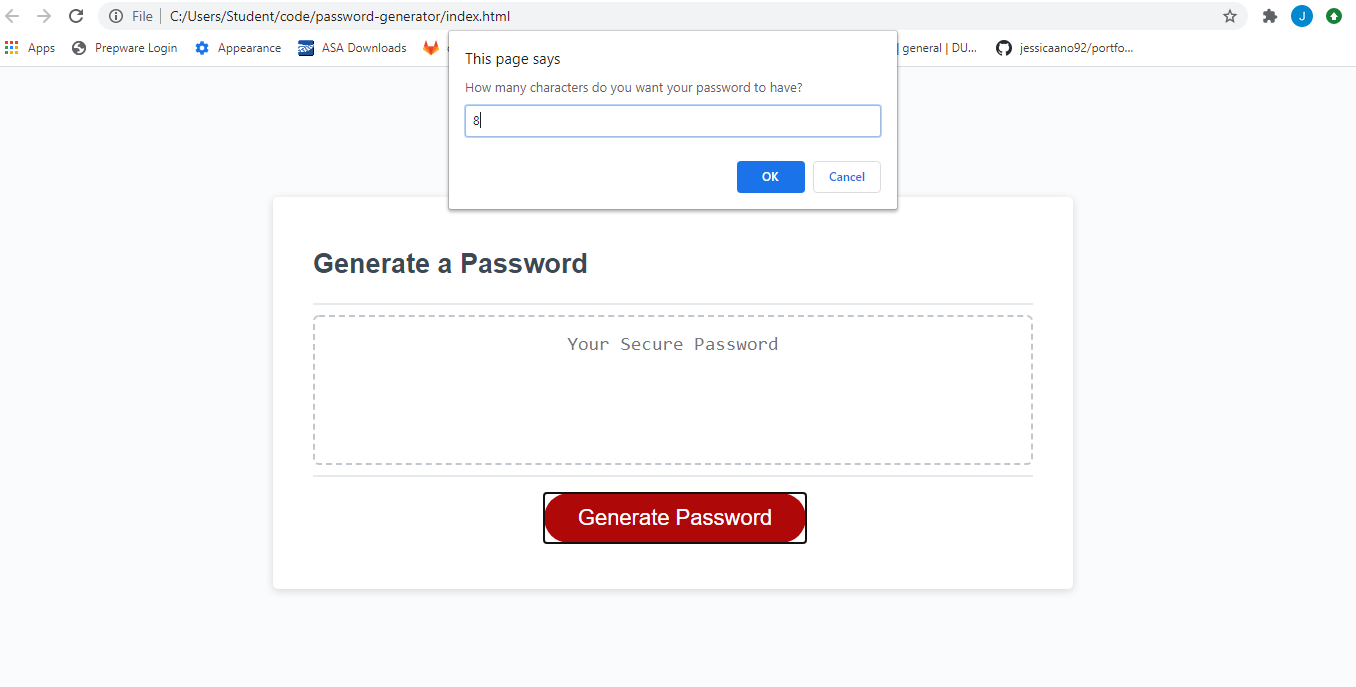 File C:/Users/Student/code/password-generator/index.html J
Apps Prepware Login Appearance ASA Downloads general | DU... jessicaano92/portfo...
This page says
How many characters do you want your password to have?
8
OK Cancel
Generate a Password
Your Secure Password
Generate Password